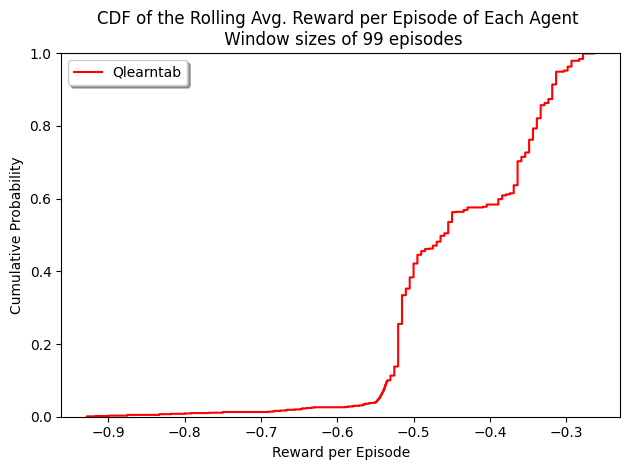 CDF of the Rolling Avg. Reward per Episode of Each Agent
Window sizes of 99 episodes
Qlearntab
Cumulative Probability
1.0
0.8
0.6
0.4
0.2
0.0
−0.9 −0.8 −0.7 −0.6 −0.5 −0.4 −0.3
Reward per Episode